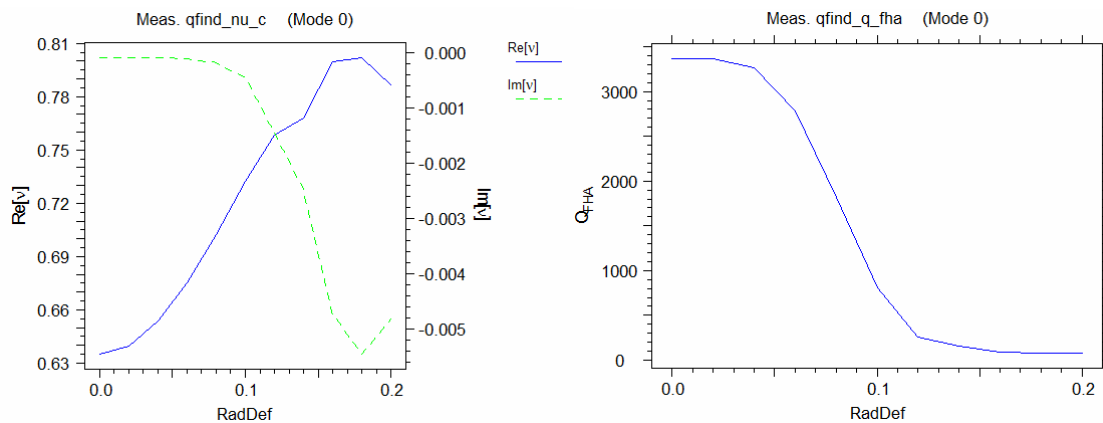 Meas. qfind_nu_c (Mode 0)
0.81
0.78
0.75
0.72
0.69
0.66
0.63
Re[ν]
0.0
0.1
0.2
RadDef
0.000
-0.001
-0.002
-0.003
-0.004
-0.005
Im[ν]
Re[ν]
Im[ν]
Meas. qfind_q_fha (Mode 0)
3000
2000
1000
0
QFHA
0.0
0.1
0.2
RadDef